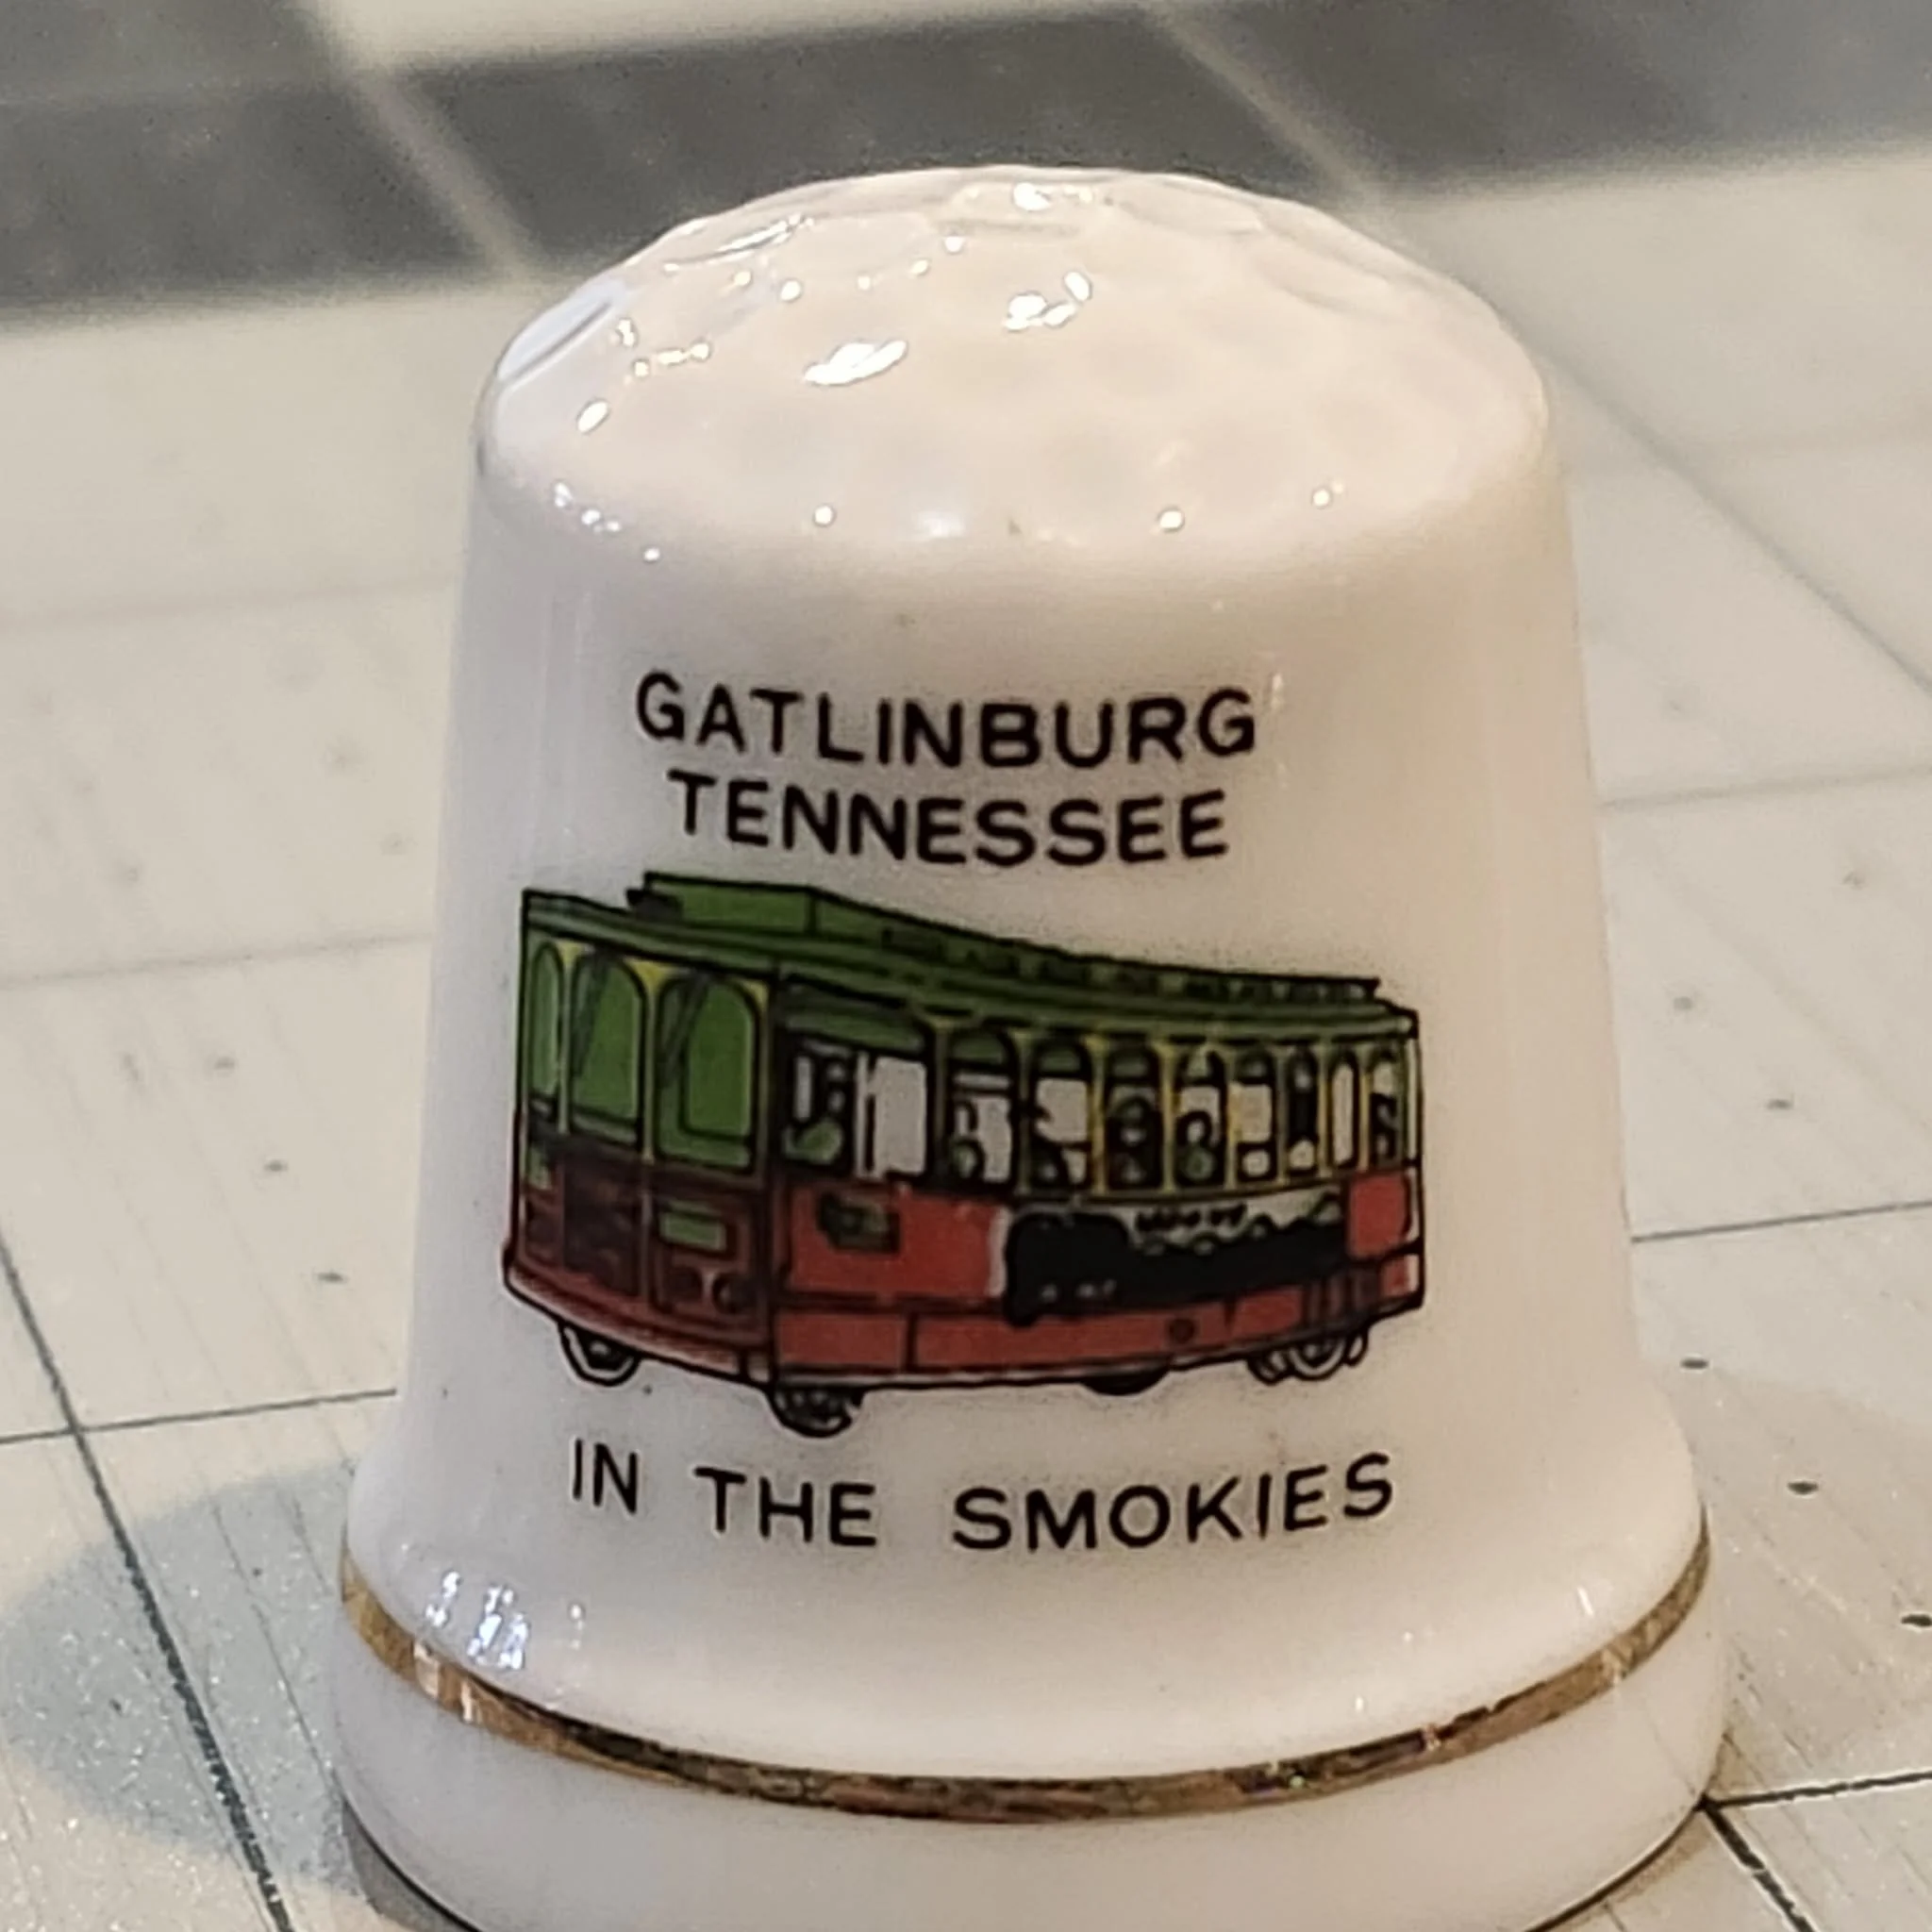 GATLINBURG
TENNESSEE
IN THE SMOKIES